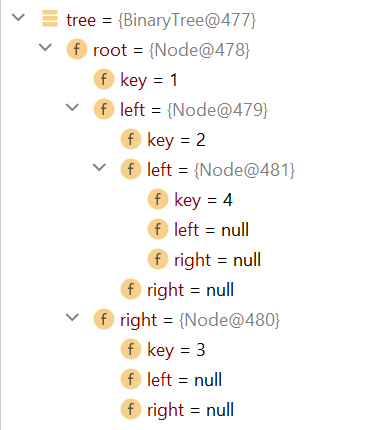 tree = {BinaryTree@477}
f root = {Node@478}
f key = 1
f left = {Node@479}
f key = 2
f left = {Node@481}
f key = 4
f left = null
f right = null
f right = null
f right = {Node@480}
f key = 3
f left = null
f right = null